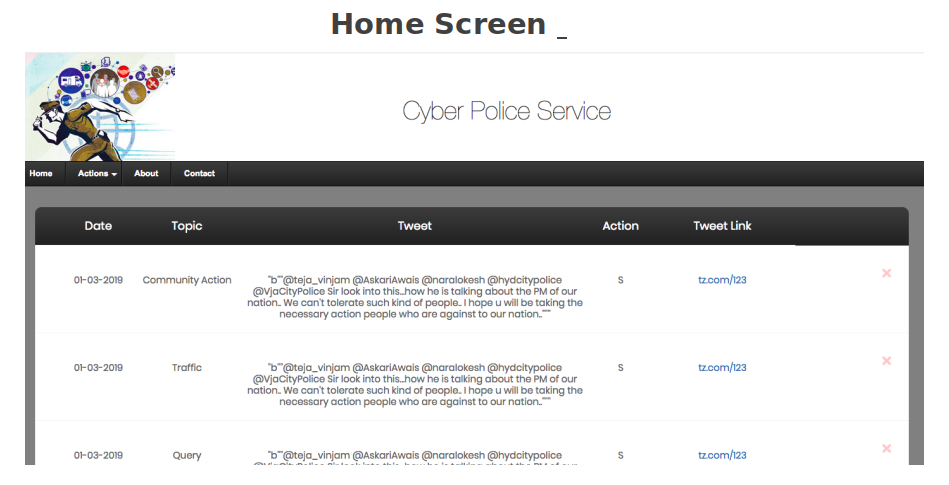 Home Screen _
Cyber Police Service
Home Actions About Contact
Date Topic Tweet Action Tweet Link
01-03-2019 Community Action "b""@teja_vinjam @AskariAwais @naralokesh @hydcitypolice S tz.com/123
@VjaCityPolice Sir look into this...how he is talking about the PM of our
nation.. We can't tolerate such kind of people.. I hope u will be taking the
necessary action people who are against to our nation..""""
01-03-2019 Traffic "b""@teja_vinjam @AskariAwais @naralokesh @hydcitypolice S tz.com/123
@VjaCityPolice Sir look into this...how he is talking about the PM of our
nation.. We can't tolerate such kind of people.. I hope u will be taking the
necessary action people who are against to our nation..""""
01-03-2019 Query "b""@teja_vinjam @AskariAwais @naralokesh @hydcitypolice S tz.com/123